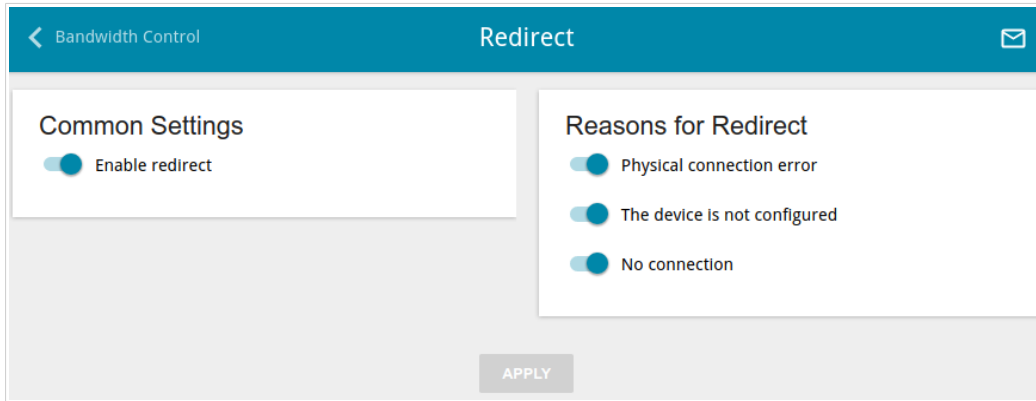 Bandwidth Control
Redirect
Common Settings
Enable redirect
Reasons for Redirect
Physical connection error
The device is not configured
No connection
APPLY